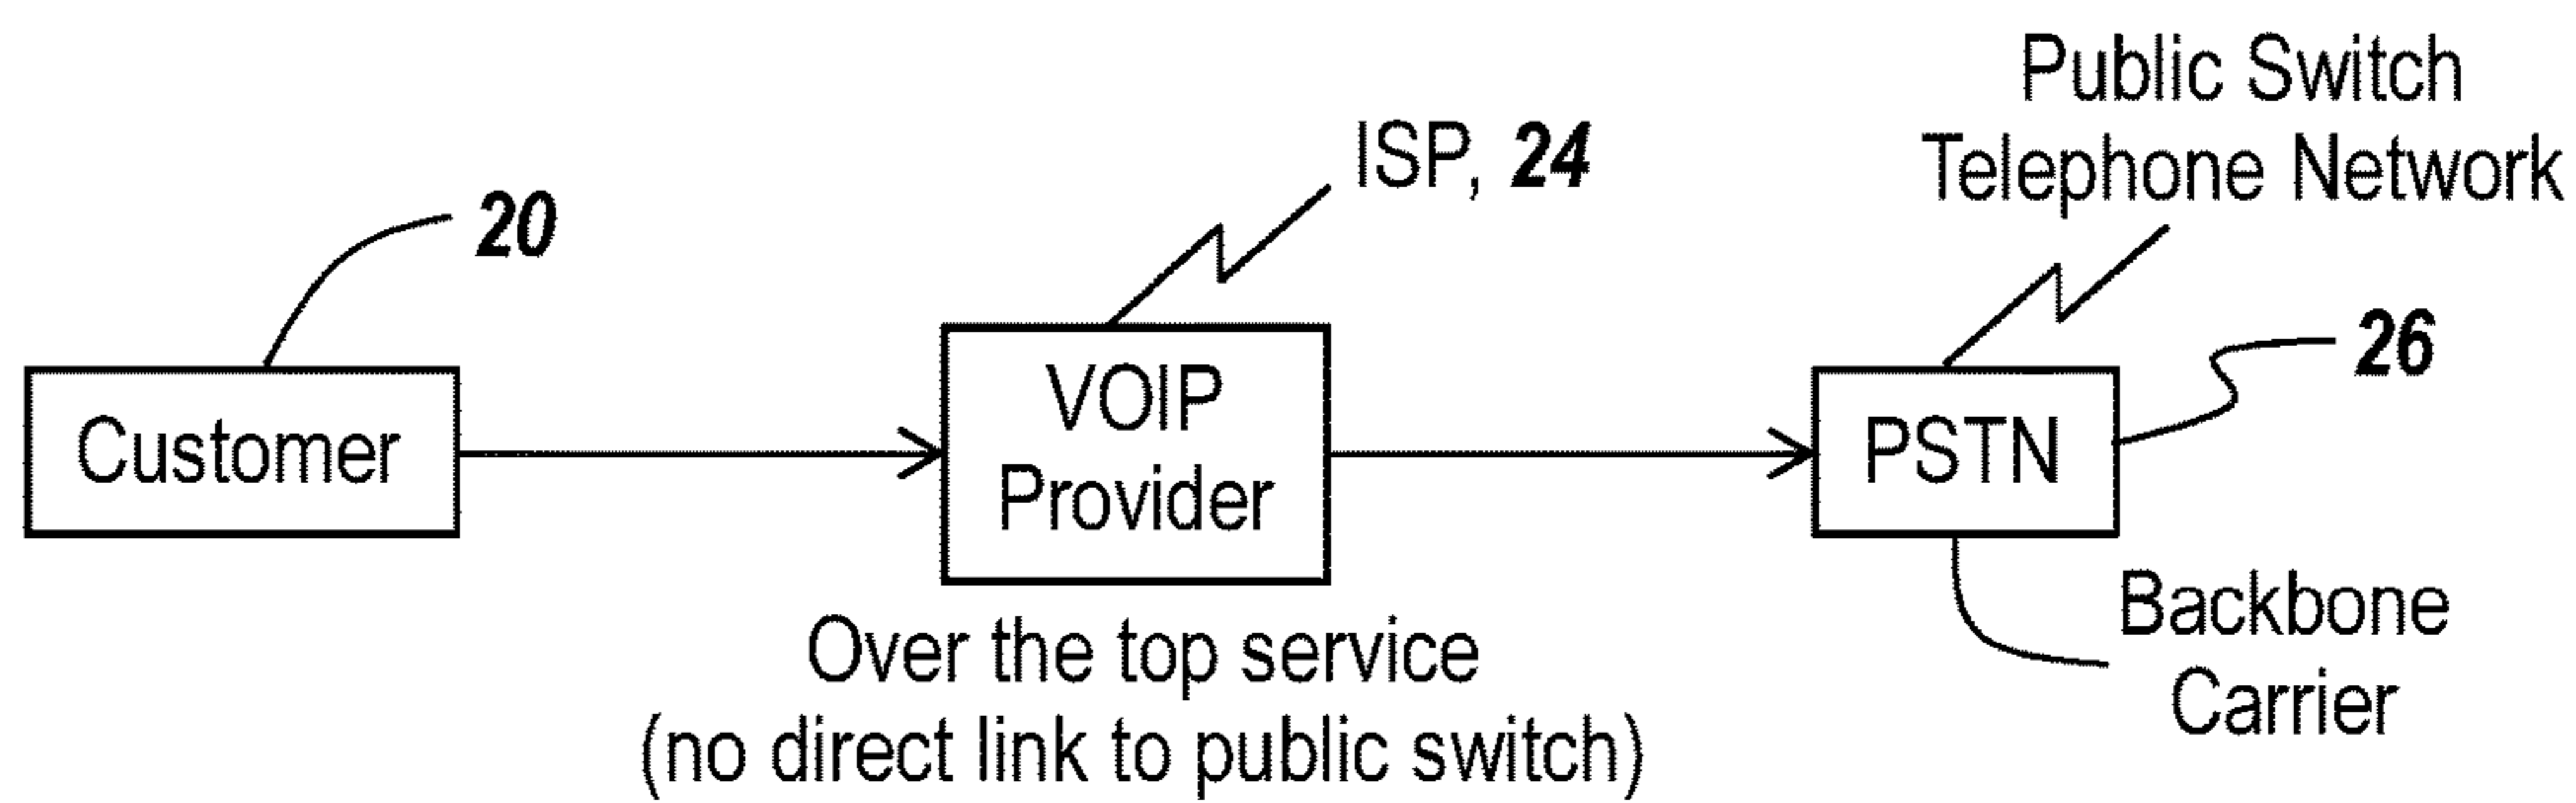 20
Customer
ISP, 24
VOIP
Provider
Over the top service
(no direct link to public switch)
Public Switch
Telephone Network
26
PSTN
Backbone
Carrier